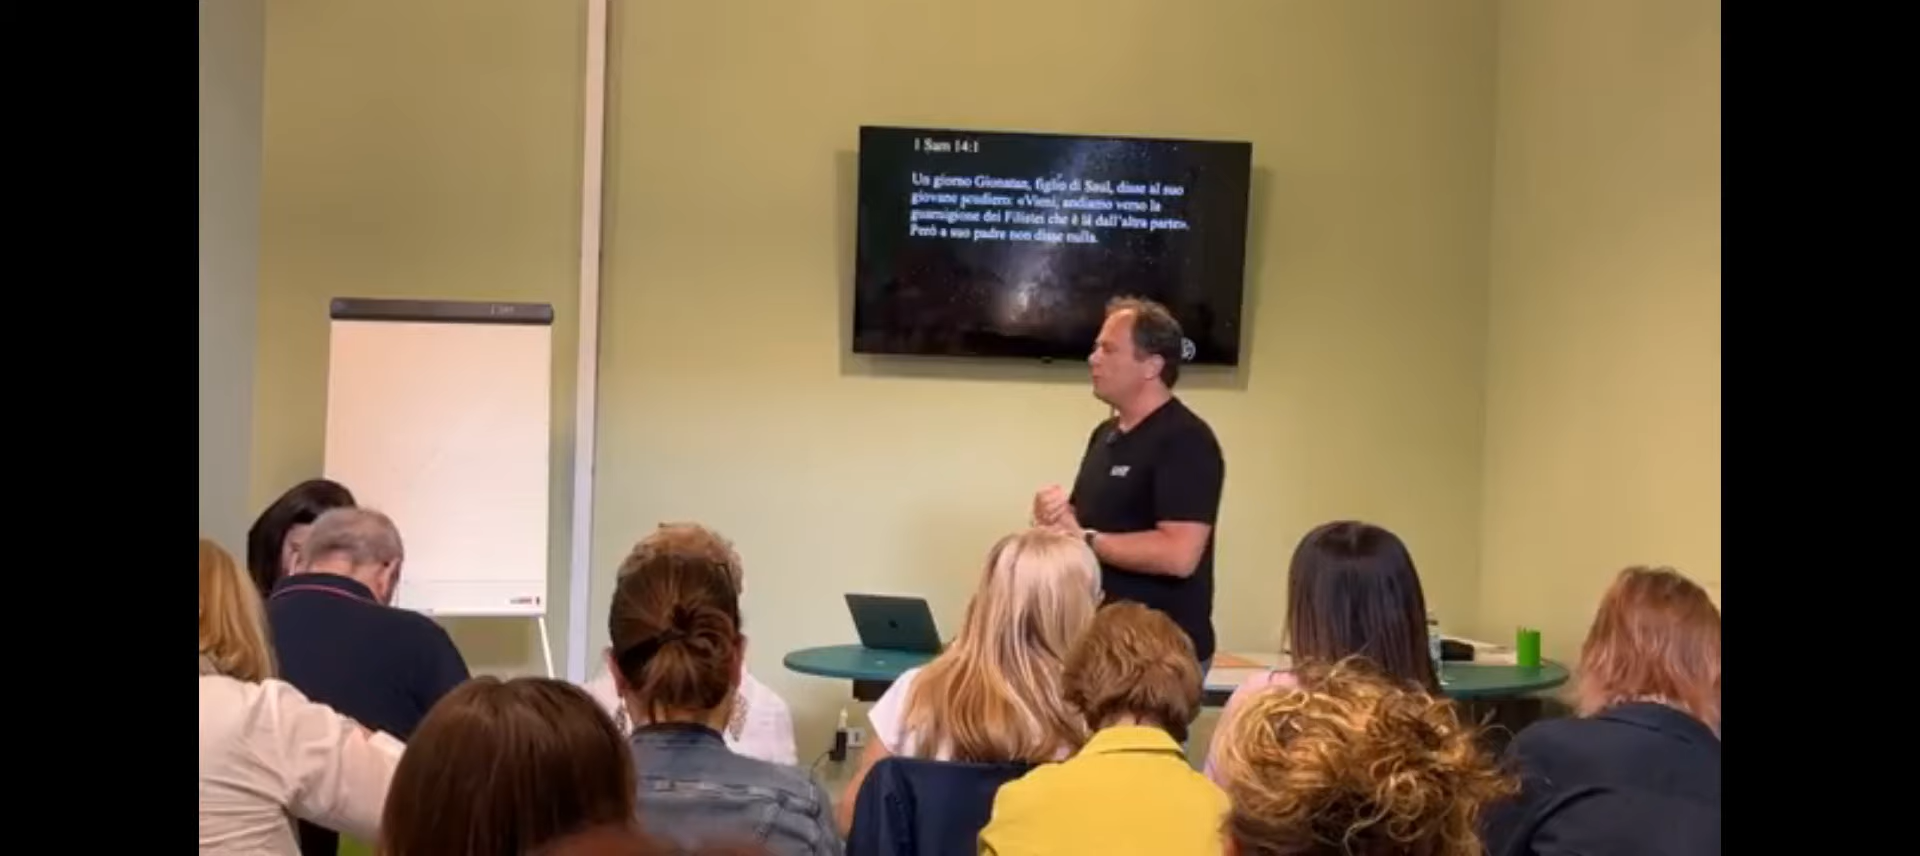 1 Sam 14:1
Un giorno Gionatan, figlio di Saul, disse al suo
giovane scudiero: «Vieni, andiamo verso la
guarnigione dei Filistei che è là dall'altra parte».
Però a suo padre non disse nulla.